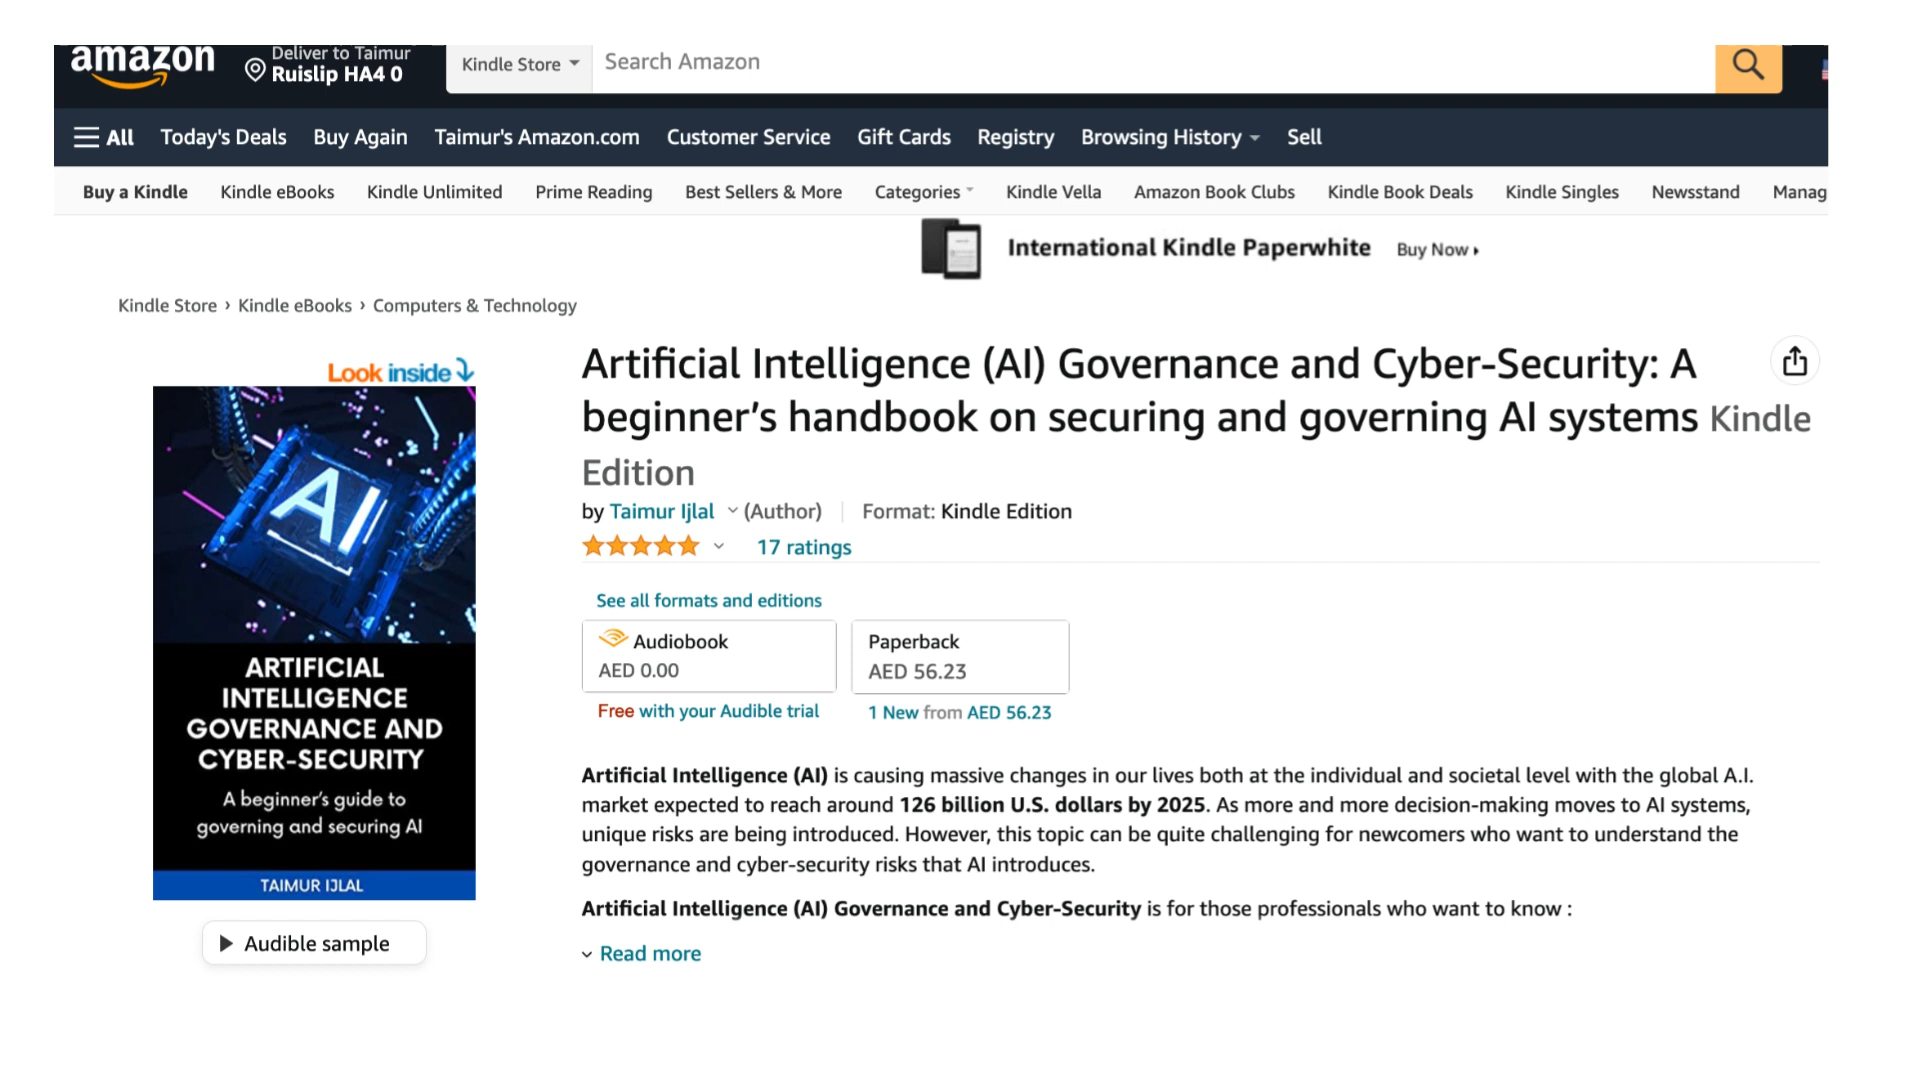 amazon
Deliver to Taimur
Ruislip HA4 0
Kindle Store
Search Amazon
All Today's Deals Buy Again Taimur's Amazon.com Customer Service Gift Cards Registry Browsing History Sell
Buy a Kindle Kindle eBooks Kindle Unlimited Prime Reading Best Sellers & More Categories Kindle Vella Amazon Book Clubs Kindle Book Deals Kindle Singles Newsstand Manag
International Kindle Paperwhite Buy Now
Kindle Store › Kindle eBooks › Computers & Technology
Look inside
AI
ARTIFICIAL
INTELLIGENCE
GOVERNANCE AND
CYBER-SECURITY
A beginner's guide to
governing and securing AI
TAIMUR IJLAL
Audible sample
Artificial Intelligence (AI) Governance and Cyber-Security: A
beginner's handbook on securing and governing AI systems Kindle
Edition
by Taimur Ijlal (Author) Format: Kindle Edition
17 ratings
See all formats and editions
Audiobook
AED 0.00
Free with your Audible trial
Paperback
AED 56.23
1 New from AED 56.23
Artificial Intelligence (AI) is causing massive changes in our lives both at the individual and societal level with the global A.I.
market expected to reach around 126 billion U.S. dollars by 2025. As more and more decision-making moves to AI systems,
unique risks are being introduced. However, this topic can be quite challenging for newcomers who want to understand the
governance and cyber-security risks that AI introduces.
Artificial Intelligence (AI) Governance and Cyber-Security is for those professionals who want to know :
Read more